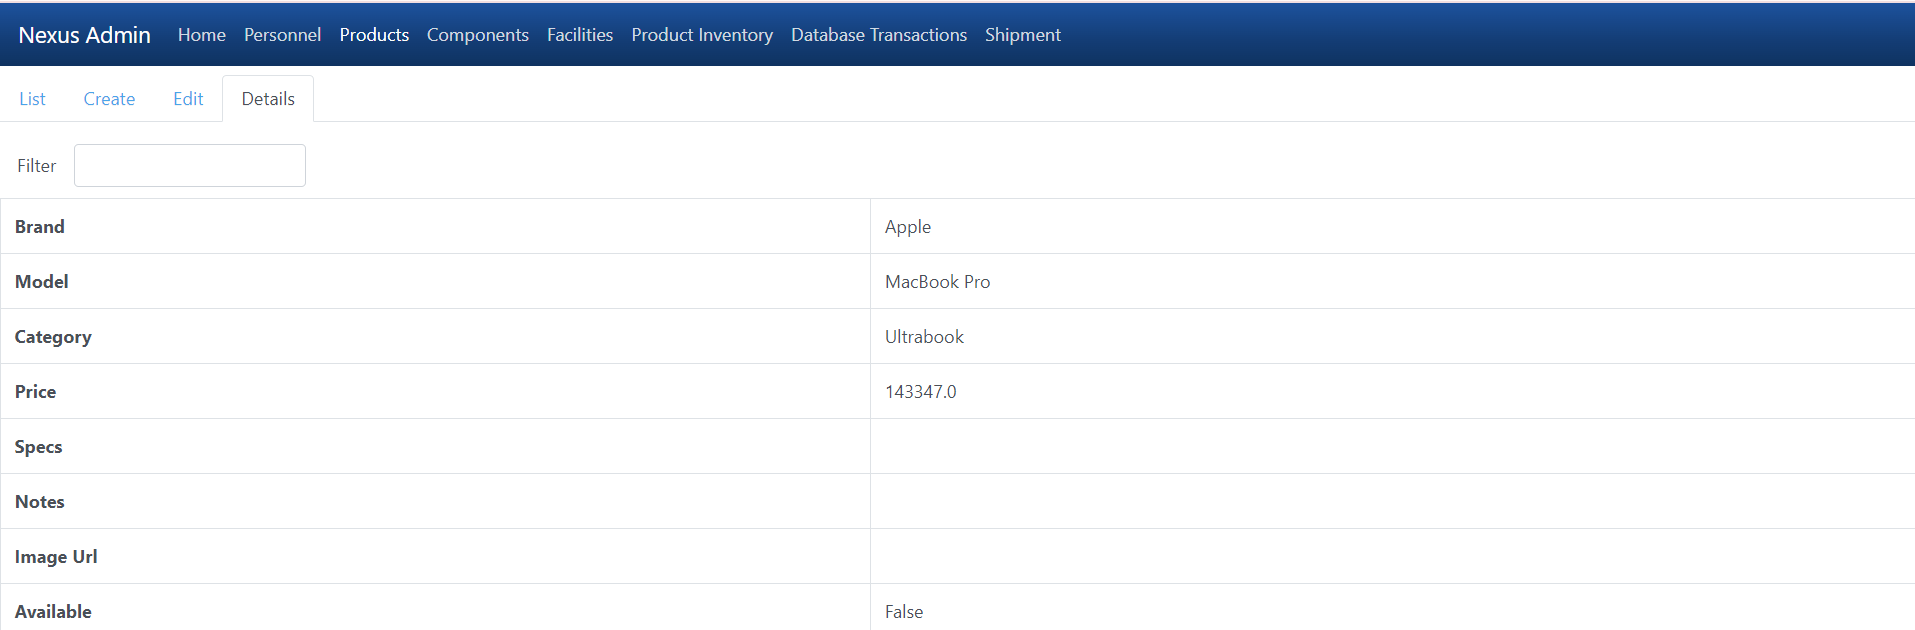 Nexus Admin Home Personnel Products Components Facilities Product Inventory Database Transactions Shipment
List Create Edit Details
Filter
Brand Apple
Model MacBook Pro
Category Ultrabook
Price 143347.0
Specs
Notes
Image Url
Available False